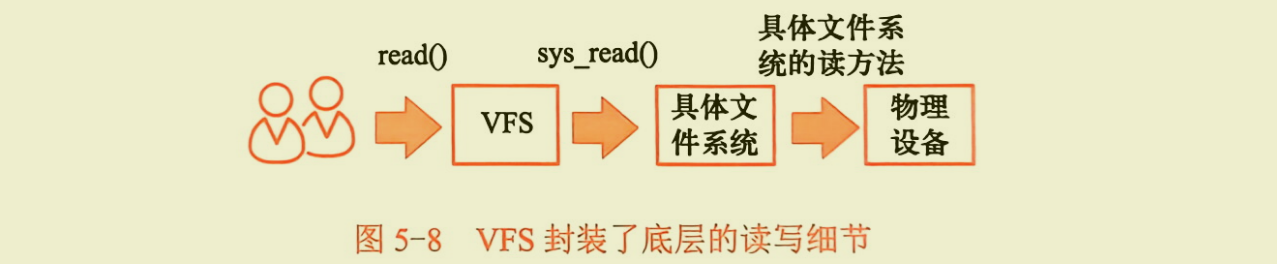 read()
sys_read()
具体文件系
统的读方法
VFS
具体文
件系统
物理
设备
图 5-8 VFS 封装了底层的读写细节